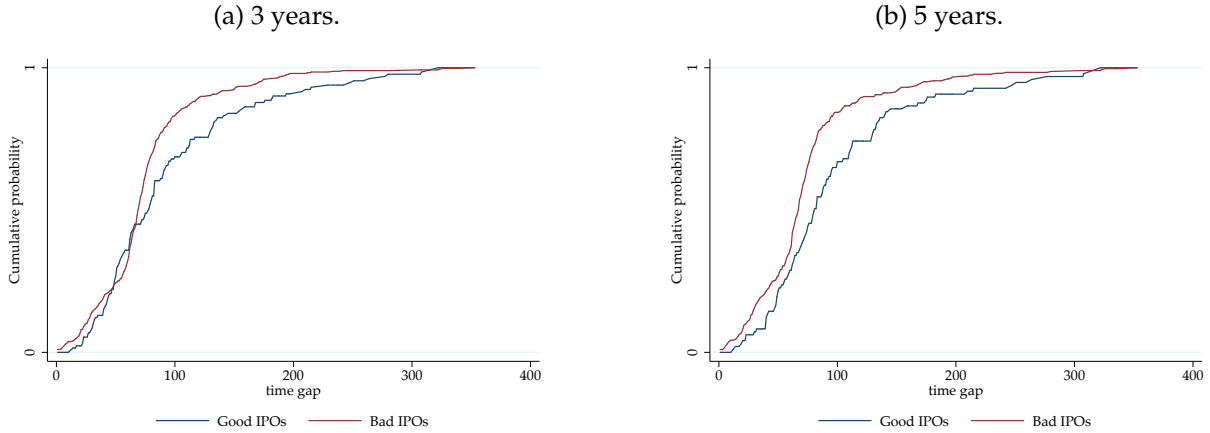 (a) 3 years.
1
Cumulative probability
0
0 100 200 300 400
time gap
Good IPOs Bad IPOs
(b) 5 years.
1
Cumulative probability
0
0 100 200 300 400
time gap
Good IPOs Bad IPOs